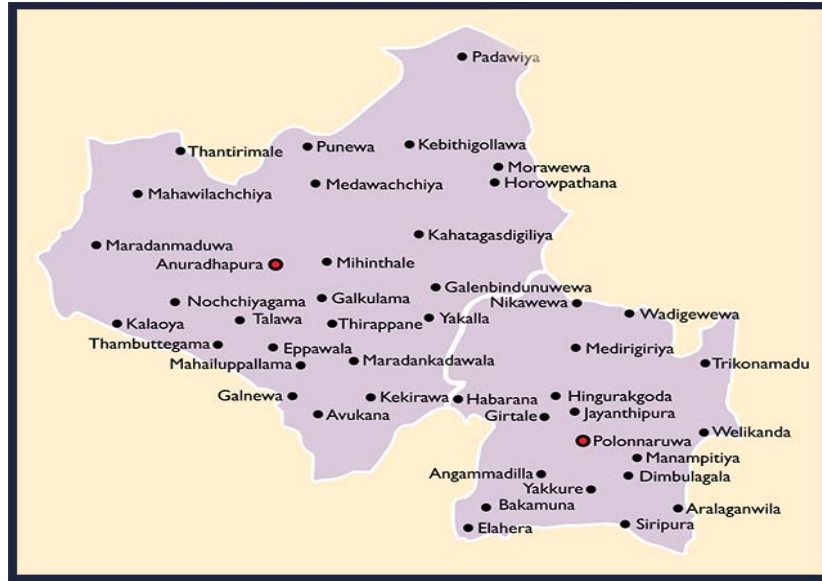 Padawiya
Thantirimale
Punewa
Kebithigollawa
Morawewa
Mahawilachchiya
Medawachchiya
Horowpathana
Kahatagasdigiliya
Maradanmaduwa
Anuradhapura
Mihinthale
Galenbindunuwewa
Nochchiyagama
Galkulama
Nikawewa
Wadigewewa
Kalaoya
Talawa
Thirappane
Yakalla
Thambuttegama
Eppawala
Medirigiriya
Mahailuppallama
Maradankadawala
Trikonamadu
Galnewa
Kekirawa
Habarana
Hingurakgoda
Avukana
Girtale
Jayanthipura
Welikanda
Polonnaruwa
Manampitiya
Angammadilla
Dimbulagala
Yakkure
Bakamuna
Aralaganwila
Elahera
Siripura